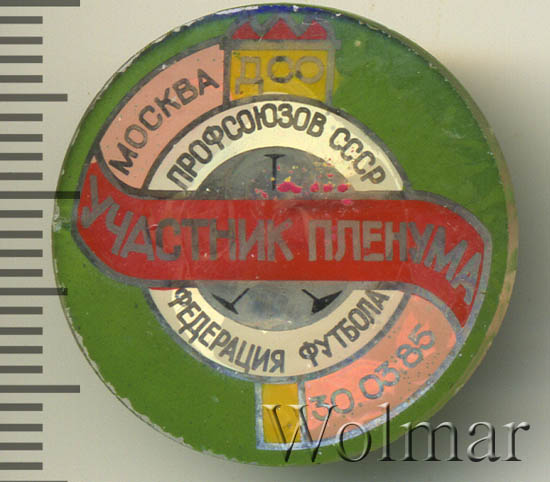 ДСО
МОСКВА
ПРОФСОЮЗОВ СССР
УЧАСТНИК ПЛЕНУМА
ФЕДЕРАЦИЯ ФУТБОЛА
30.03.85
Wolmar